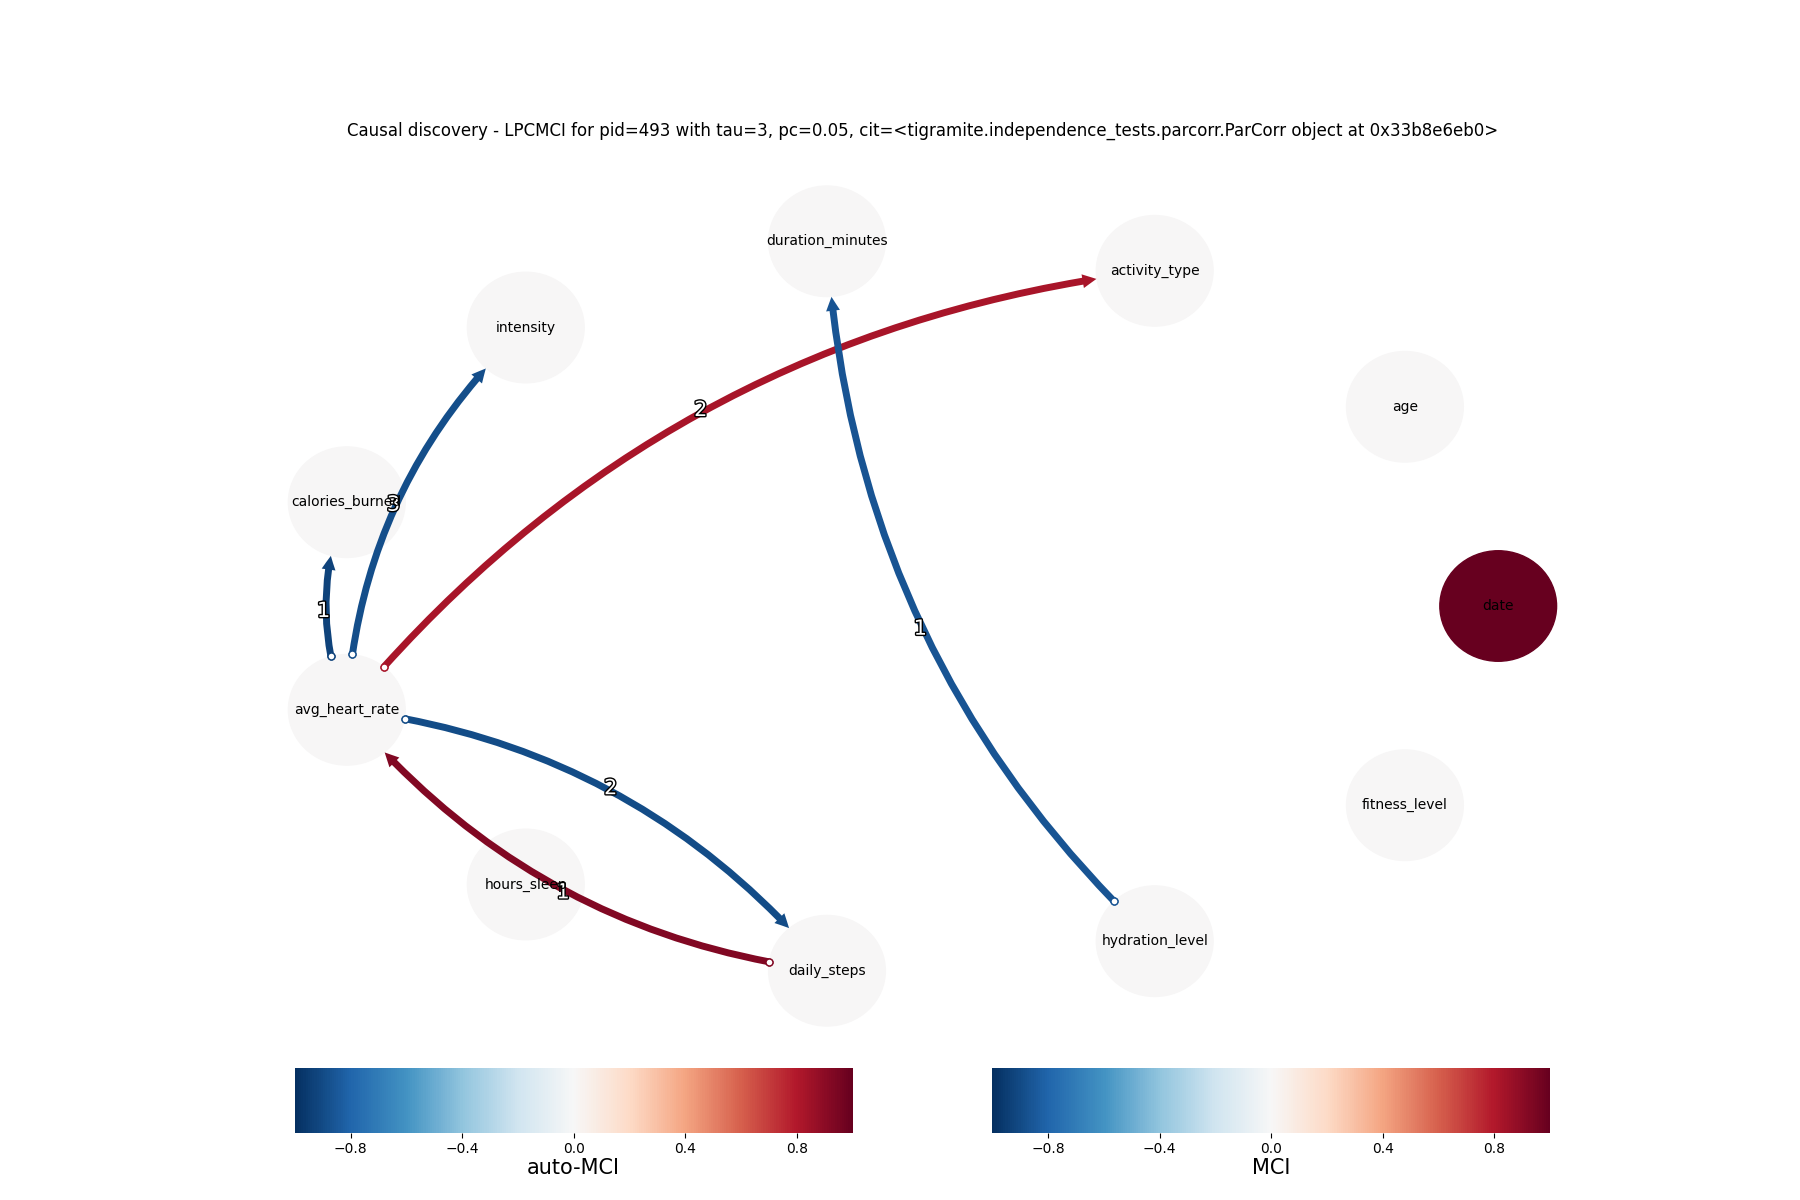 Causal discovery - LPCMCI for pid=493 with tau=3, pc=0.05, cit=<tigramite.independence_tests.parcorr.ParCorr object at 0x33b8e6eb0>
duration_minutes
activity_type
intensity
age
2
calories_burned
3
date
1
1
avg_heart_rate
2
fitness_level
hours_sleep
1
hydration_level
daily_steps
−0.8 −0.4 0.0 0.4 0.8
auto-MCI
−0.8 −0.4 0.0 0.4 0.8
MCI